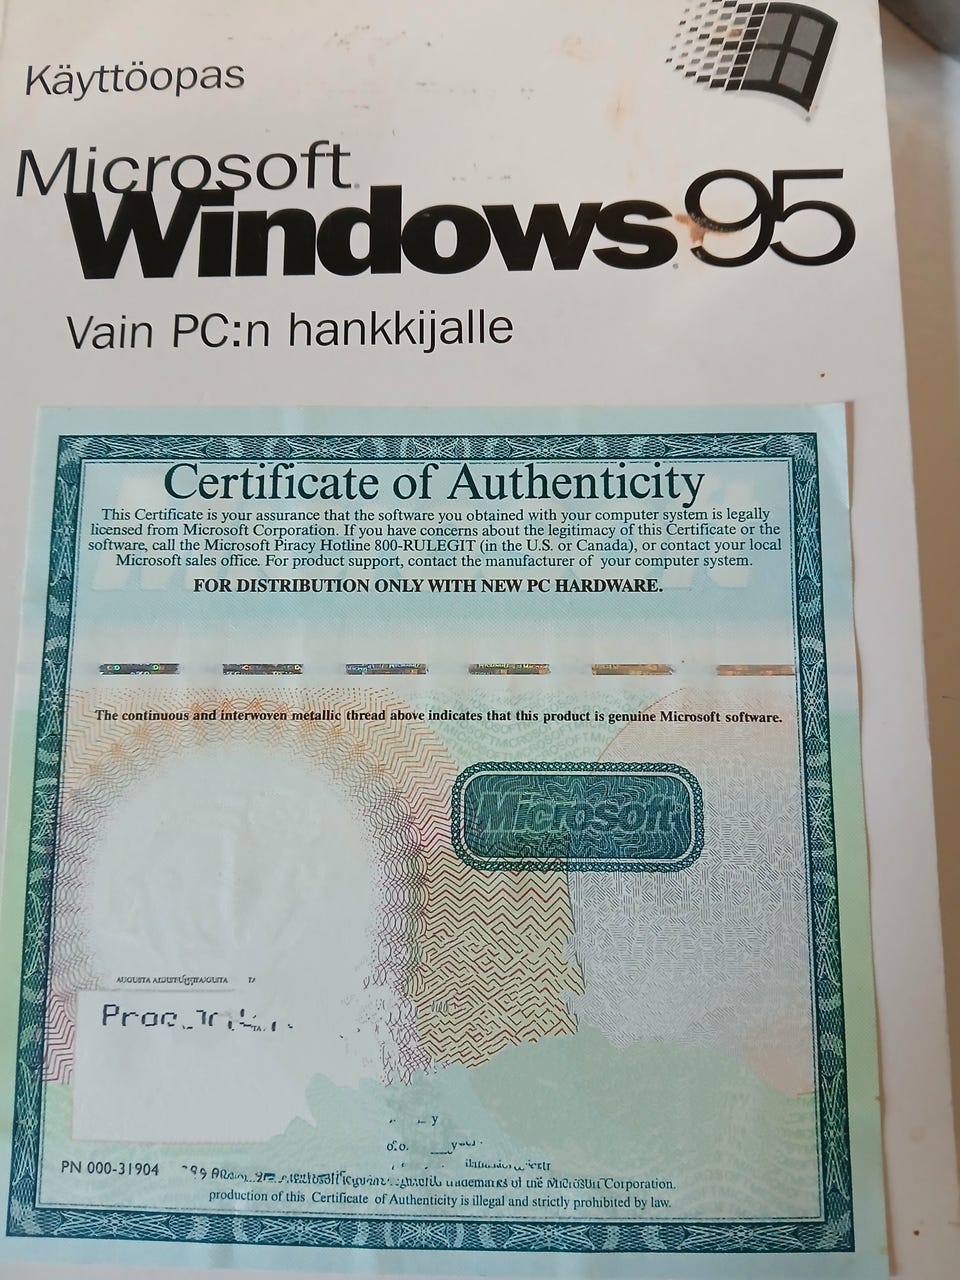 Käyttöopas
Microsoft
Windows 95
Vain PC:n hankkijalle
Certificate of Authenticity
This Certificate is your assurance that the software you obtained with your computer system is legally
licensed from Microsoft Corporation. If you have concerns about the legitimacy of this Certificate or the
software, call the Microsoft Piracy Hotline 800-RULEGIT (in the U.S. or Canada), or contact your local
Microsoft sales office. For product support, contact the manufacturer of your computer system.
FOR DISTRIBUTION ONLY WITH NEW PC HARDWARE.
The continuous and interwoven metallic thread above indicates that this product is genuine Microsoft software.
Microsoft
PN 000-31904
trademarks of the Microsoft Corporation.
production of this Certificate of Authenticity is illegal and strictly prohibited by law.